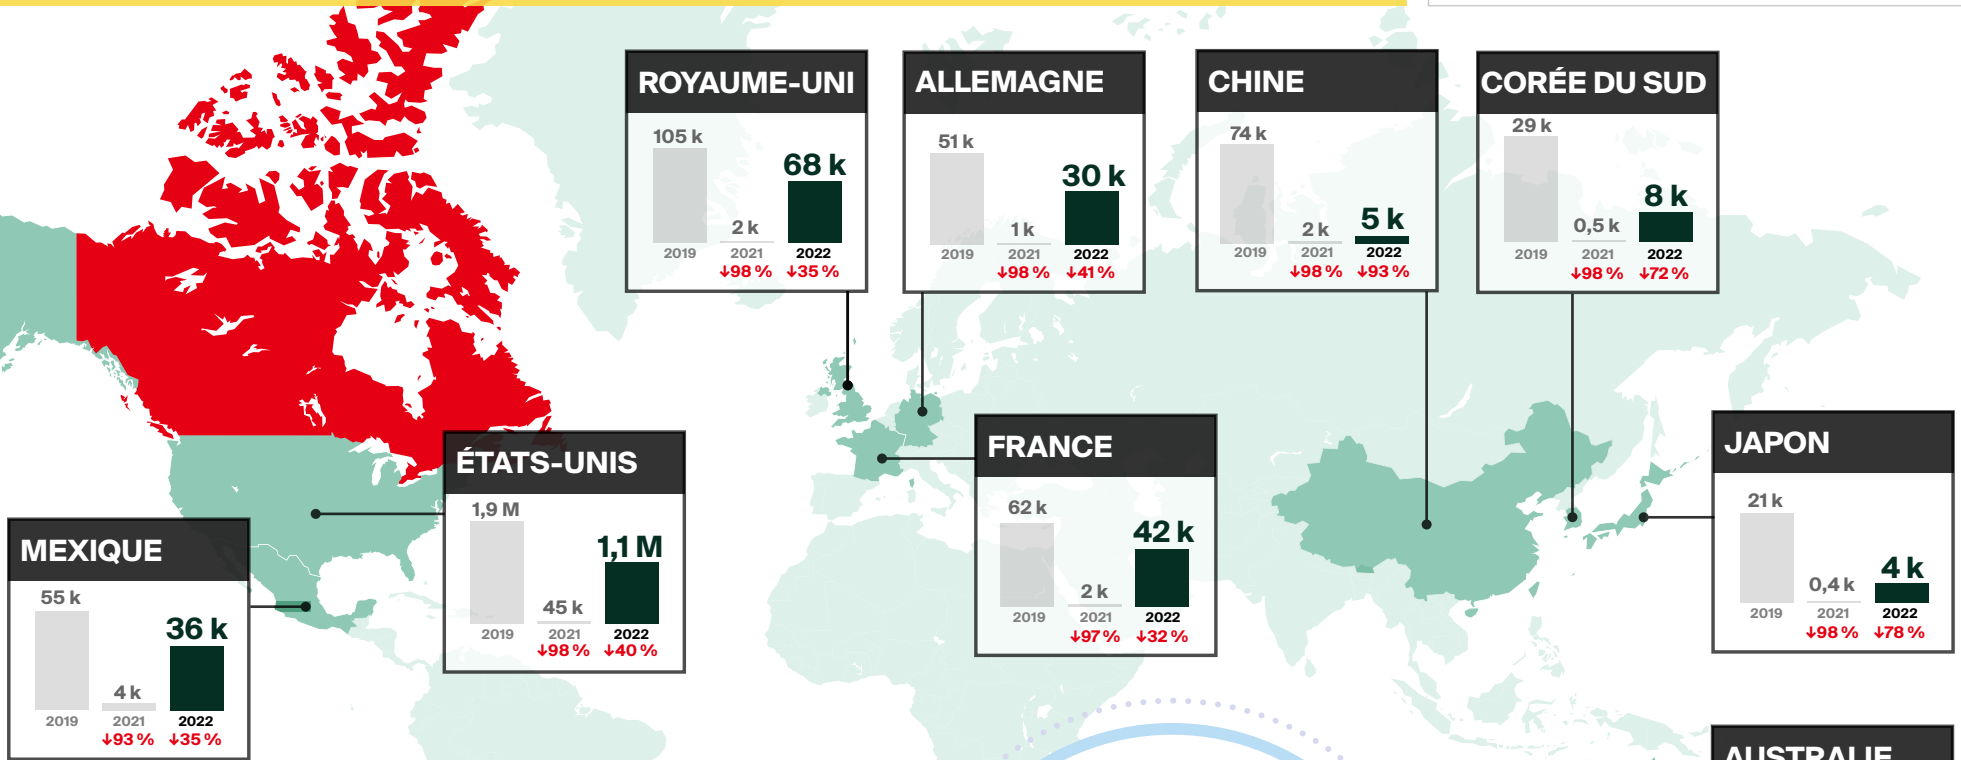 ROYAUME-UNI
105 k
2 k
68 k
2019
2021
2022
↓98 %
↓35 %
ALLEMAGNE
51 k
1 k
30 k
2019
2021
2022
↓98 %
↓41 %
CHINE
74 k
2 k
5 k
2019
2021
2022
↓98 %
↓93 %
CORÉE DU SUD
29 k
0,5 k
8 k
2019
2021
2022
↓98 %
↓72 %
ÉTATS-UNIS
1,9 M
45 k
1,1 M
2019
2021
2022
↓98 %
↓40 %
FRANCE
62 k
2 k
42 k
2019
2021
2022
↓97 %
↓32 %
JAPON
21 k
0,4 k
4 k
2019
2021
2022
↓98 %
↓78 %
MEXIQUE
55 k
4 k
36 k
2019
2021
2022
↓93 %
↓35 %
AUSTRALIE